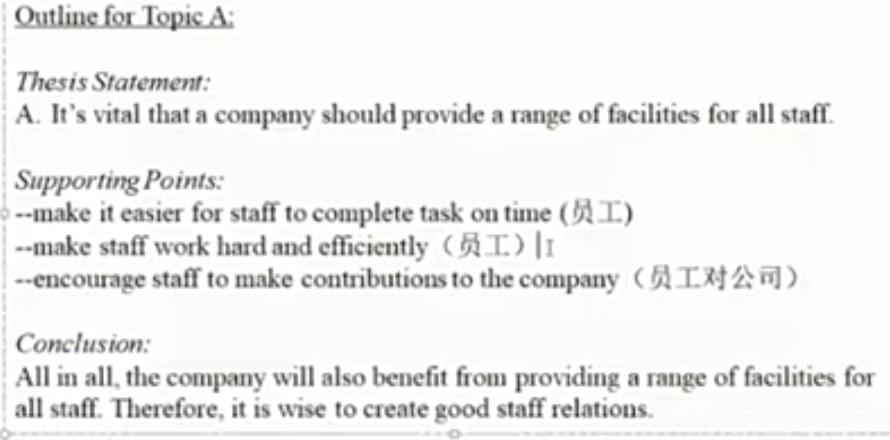 Outline for Topic A:
Thesis Statement:
A. It's vital that a company should provide a range of facilities for all staff.
Supporting Points:
--make it easier for staff to complete task on time (员工)
--make staff work hard and efficiently（员工）
--encourage staff to make contributions to the company（员工对公司）
Conclusion:
All in all, the company will also benefit from providing a range of facilities for
all staff. Therefore, it is wise to create good staff relations.